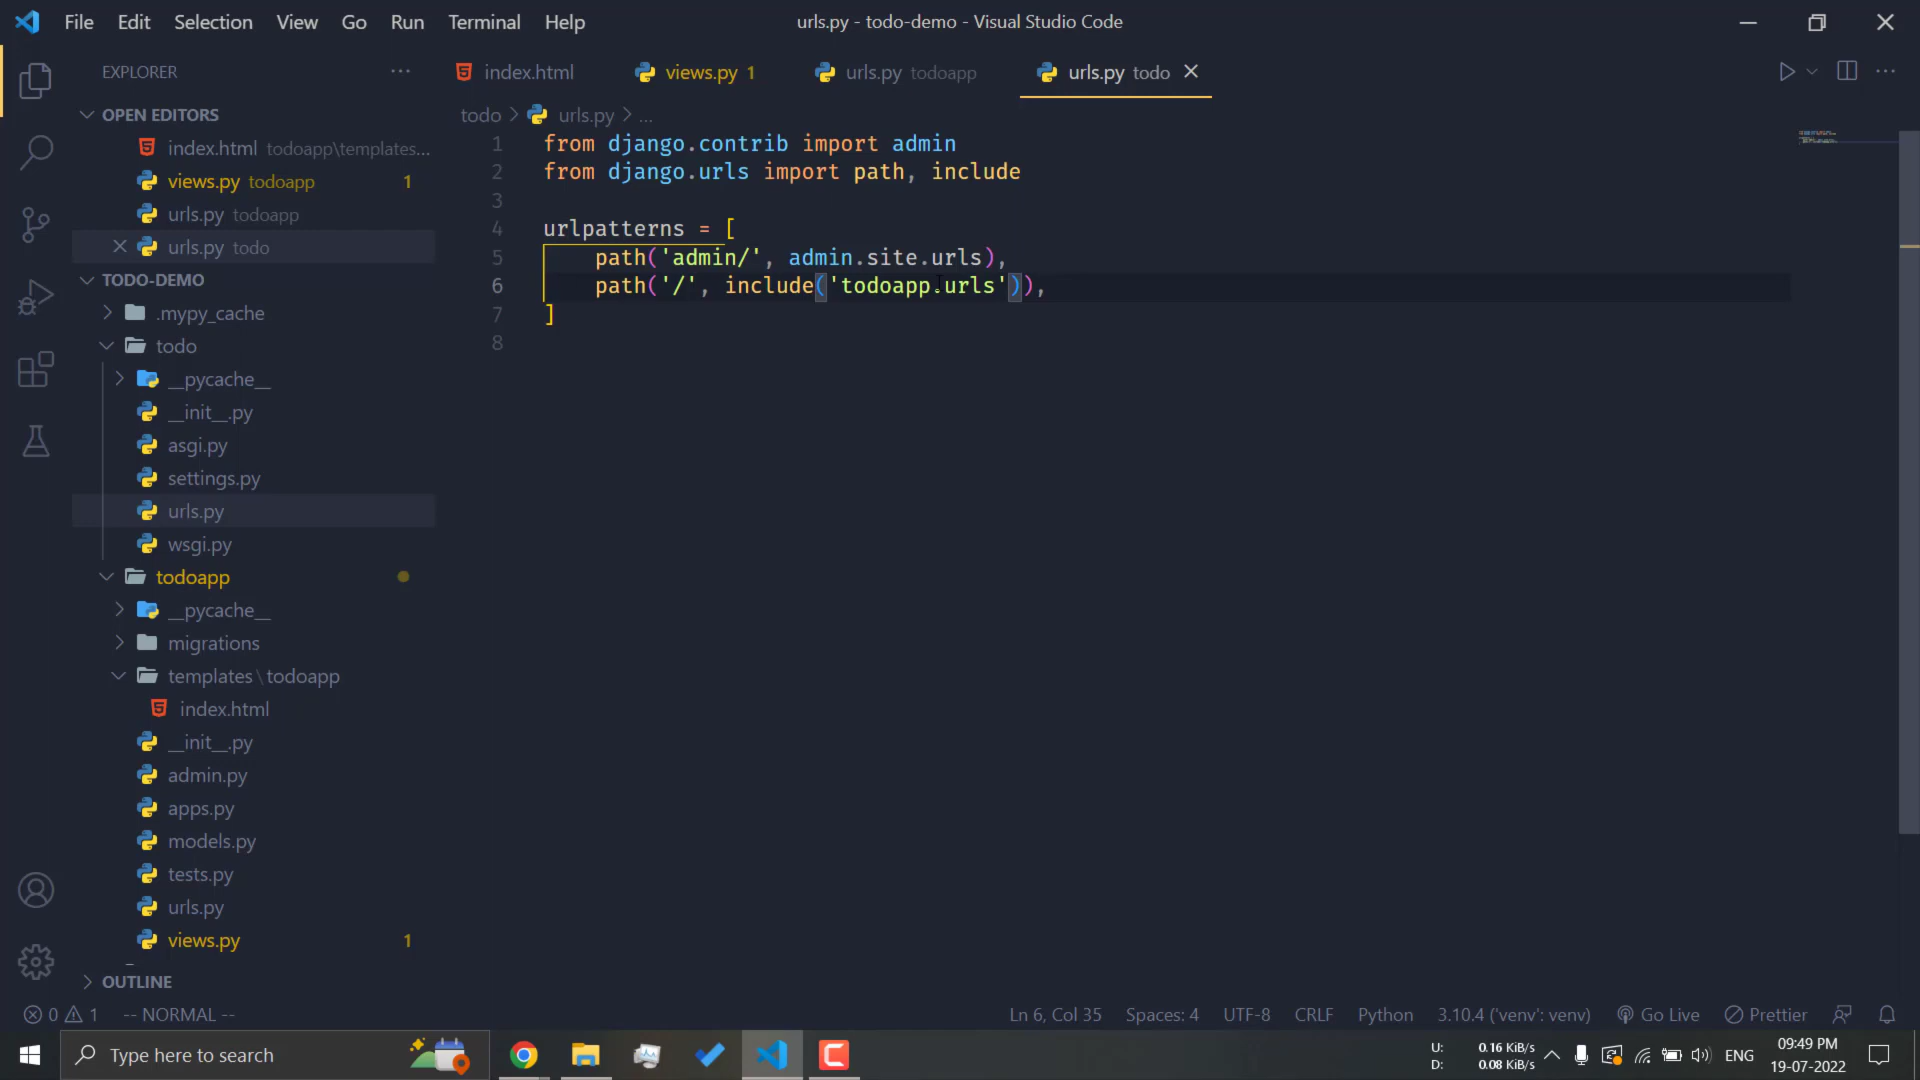 File Edit Selection View Go Run Terminal Help
urls.py - todo-demo - Visual Studio Code
EXPLORER
index.html
views.py 1
urls.py todoapp
urls.py todo
OPEN EDITORS
index.html todoapp\templates...
views.py todoapp 1
urls.py todoapp
urls.py todo
TODO-DEMO
.mypy_cache
todo
__pycache__
__init__.py
asgi.py
settings.py
urls.py
wsgi.py
todoapp
__pycache__
migrations
templates\todoapp
index.html
__init__.py
admin.py
apps.py
models.py
tests.py
urls.py
views.py 1
OUTLINE
todo > urls.py > ...
1 from django.contrib import admin
2 from django.urls import path, include
3
4 urlpatterns = [
5     path('admin/', admin.site.urls),
6     path('/', include('todoapp.urls')),
7 ]
8
0 1 -- NORMAL --
Ln 6, Col 35 Spaces: 4 UTF-8 CRLF Python 3.10.4 ('venv': venv) Go Live Prettier
Type here to search
U: 0.16 KiB/s
D: 0.08 KiB/s
ENG
09:49 PM
19-07-2022